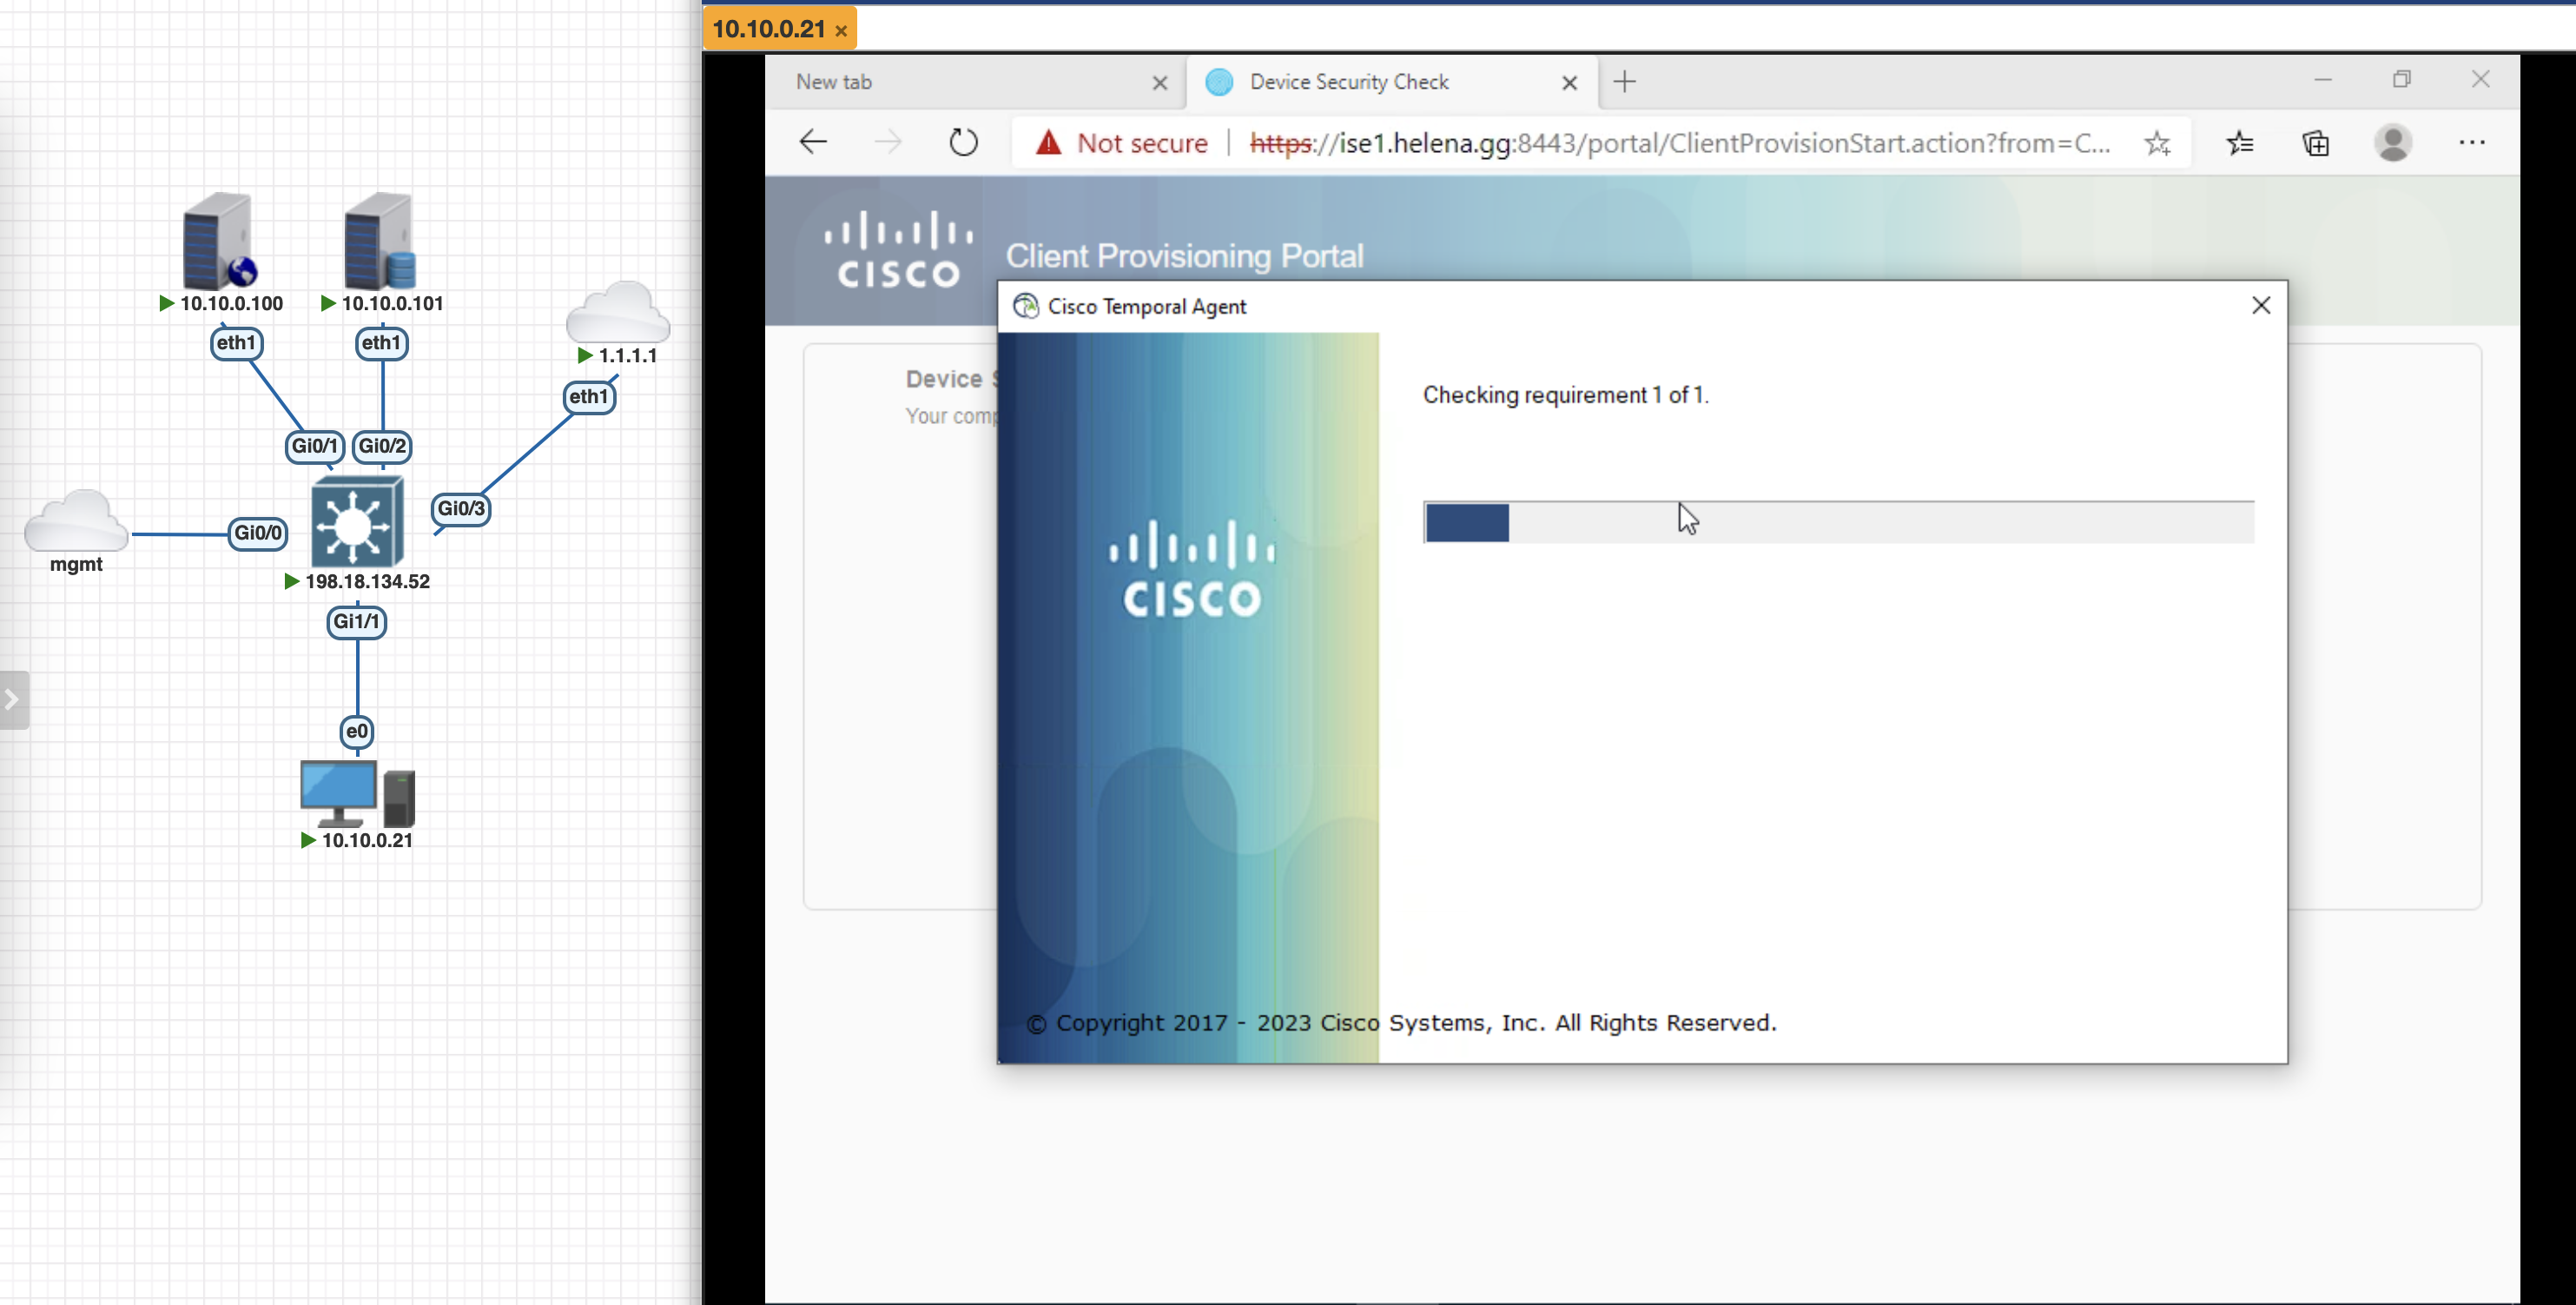 10.10.0.21 ×
New tab
Device Security Check
Not secure | https://ise1.helena.gg:8443/portal/ClientProvisionStart.action?from=C...
CISCO
Client Provisioning Portal
Cisco Temporal Agent
Device S
Your comp
Checking requirement 1 of 1.
CISCO
© Copyright 2017 - 2023 Cisco Systems, Inc. All Rights Reserved.
10.10.0.100
10.10.0.101
eth1
eth1
1.1.1.1
eth1
Gi0/1
Gi0/2
Gi0/3
Gi0/0
mgmt
198.18.134.52
Gi1/1
e0
10.10.0.21